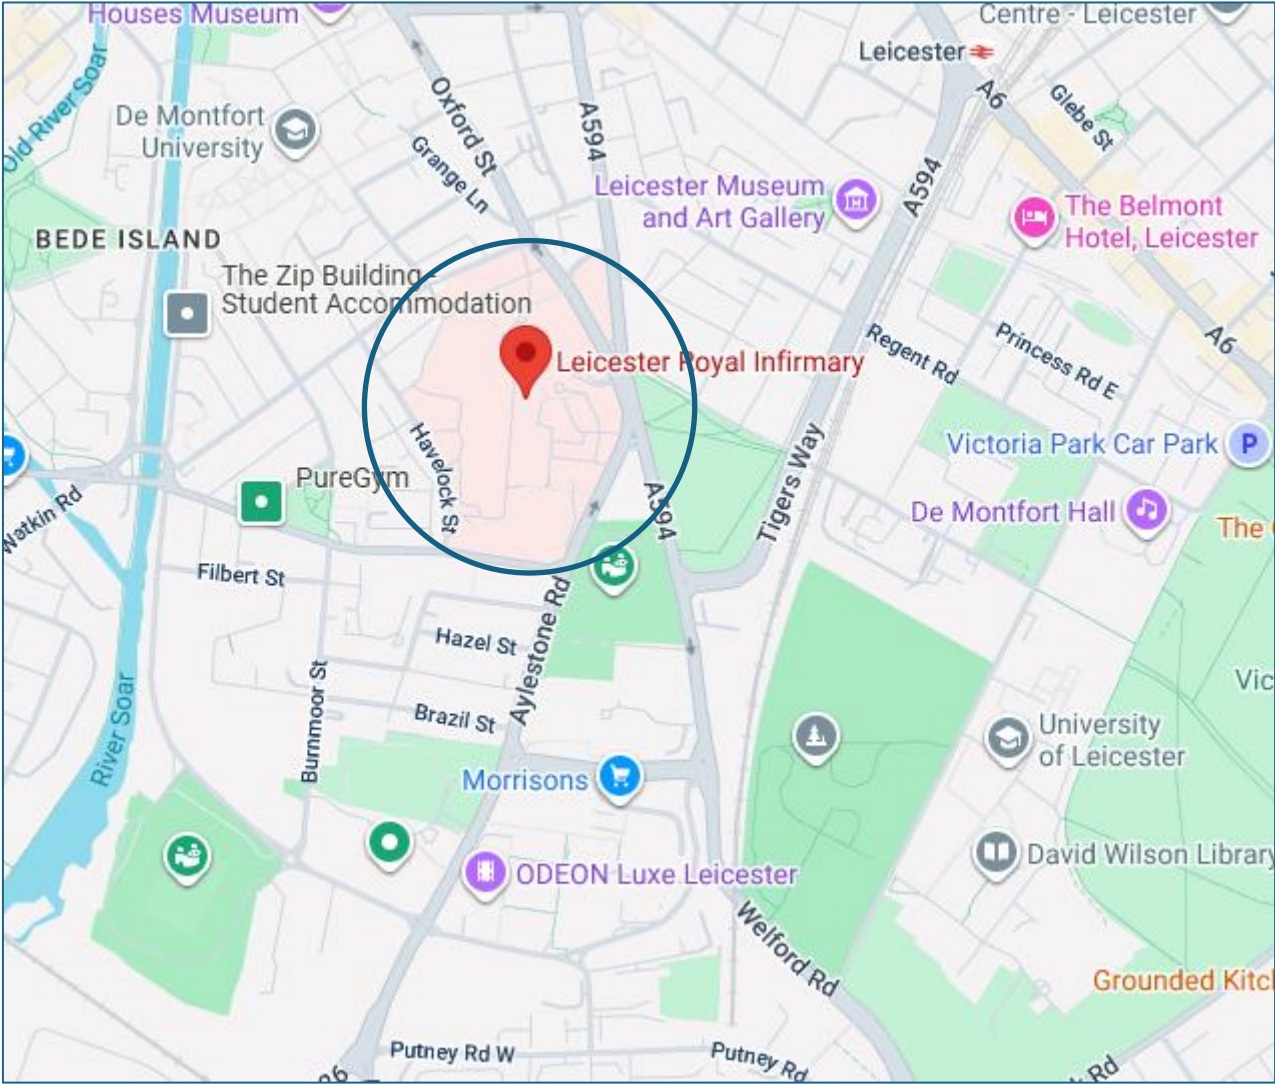 Houses Museum
Centre - Leicester
Leicester
Old River Soar
De Montfort
University
Oxford St
A594
A6
Glebe St
Grange Ln
Leicester Museum
and Art Gallery
A594
The Belmont
Hotel, Leicester
BEDE ISLAND
The Zip Building -
Student Accommodation
Leicester Royal Infirmary
Regent Rd
Princess Rd E
A6
Havelock St
Tigers Way
Victoria Park Car Park
P
PureGym
A594
De Montfort Hall
Watkin Rd
The
Filbert St
Aylestone Rd
Hazel St
Burnmoor St
Brazil St
River Soar
Vic
University
of Leicester
Morrisons
ODEON Luxe Leicester
David Wilson Library
Welford Rd
Grounded Kitc
Putney Rd W
Putney Rd
Rd